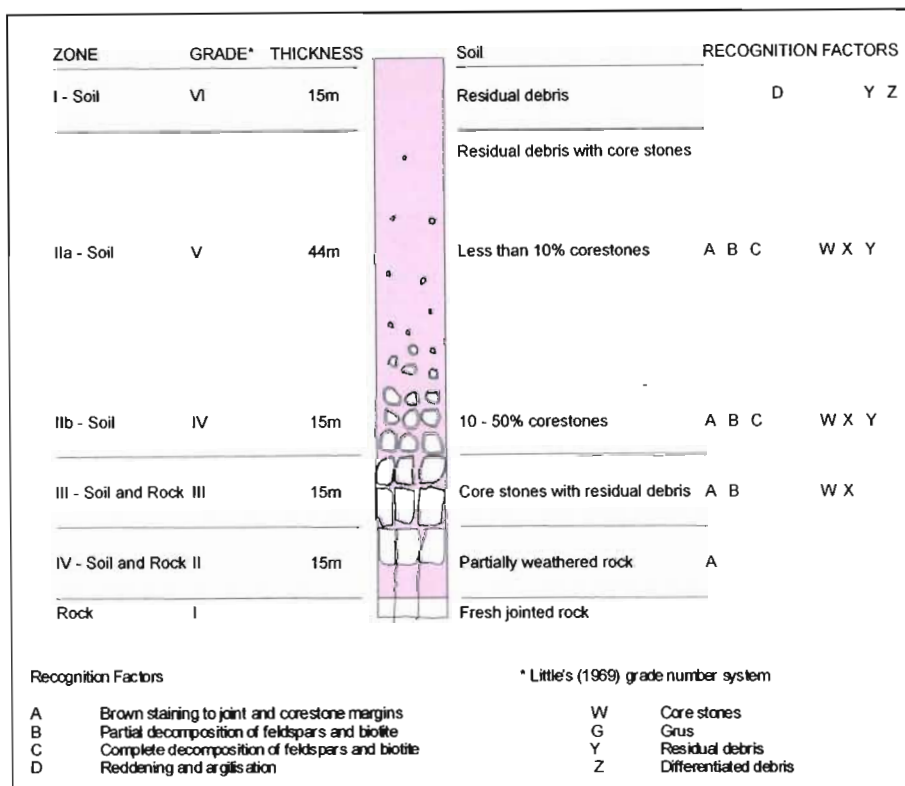 ZONE GRADE* THICKNESS Soil RECOGNITION FACTORS
I - Soil VI 15m Residual debris D Y Z
Residual debris with core stones
IIa - Soil V 44m Less than 10% corestones A B C W X Y
IIb - Soil IV 15m 10 - 50% corestones A B C W X Y
III - Soil and Rock III 15m Core stones with residual debris A B W X
IV - Soil and Rock II 15m Partially weathered rock A
Rock I Fresh jointed rock
Recognition Factors * Little's (1969) grade number system
A Brown staining to joint and corestone margins W Core stones
B Partial decomposition of feldspars and biotite G Grus
C Complete decomposition of feldspars and biotite Y Residual debris
D Reddening and argilisation Z Differentiated debris